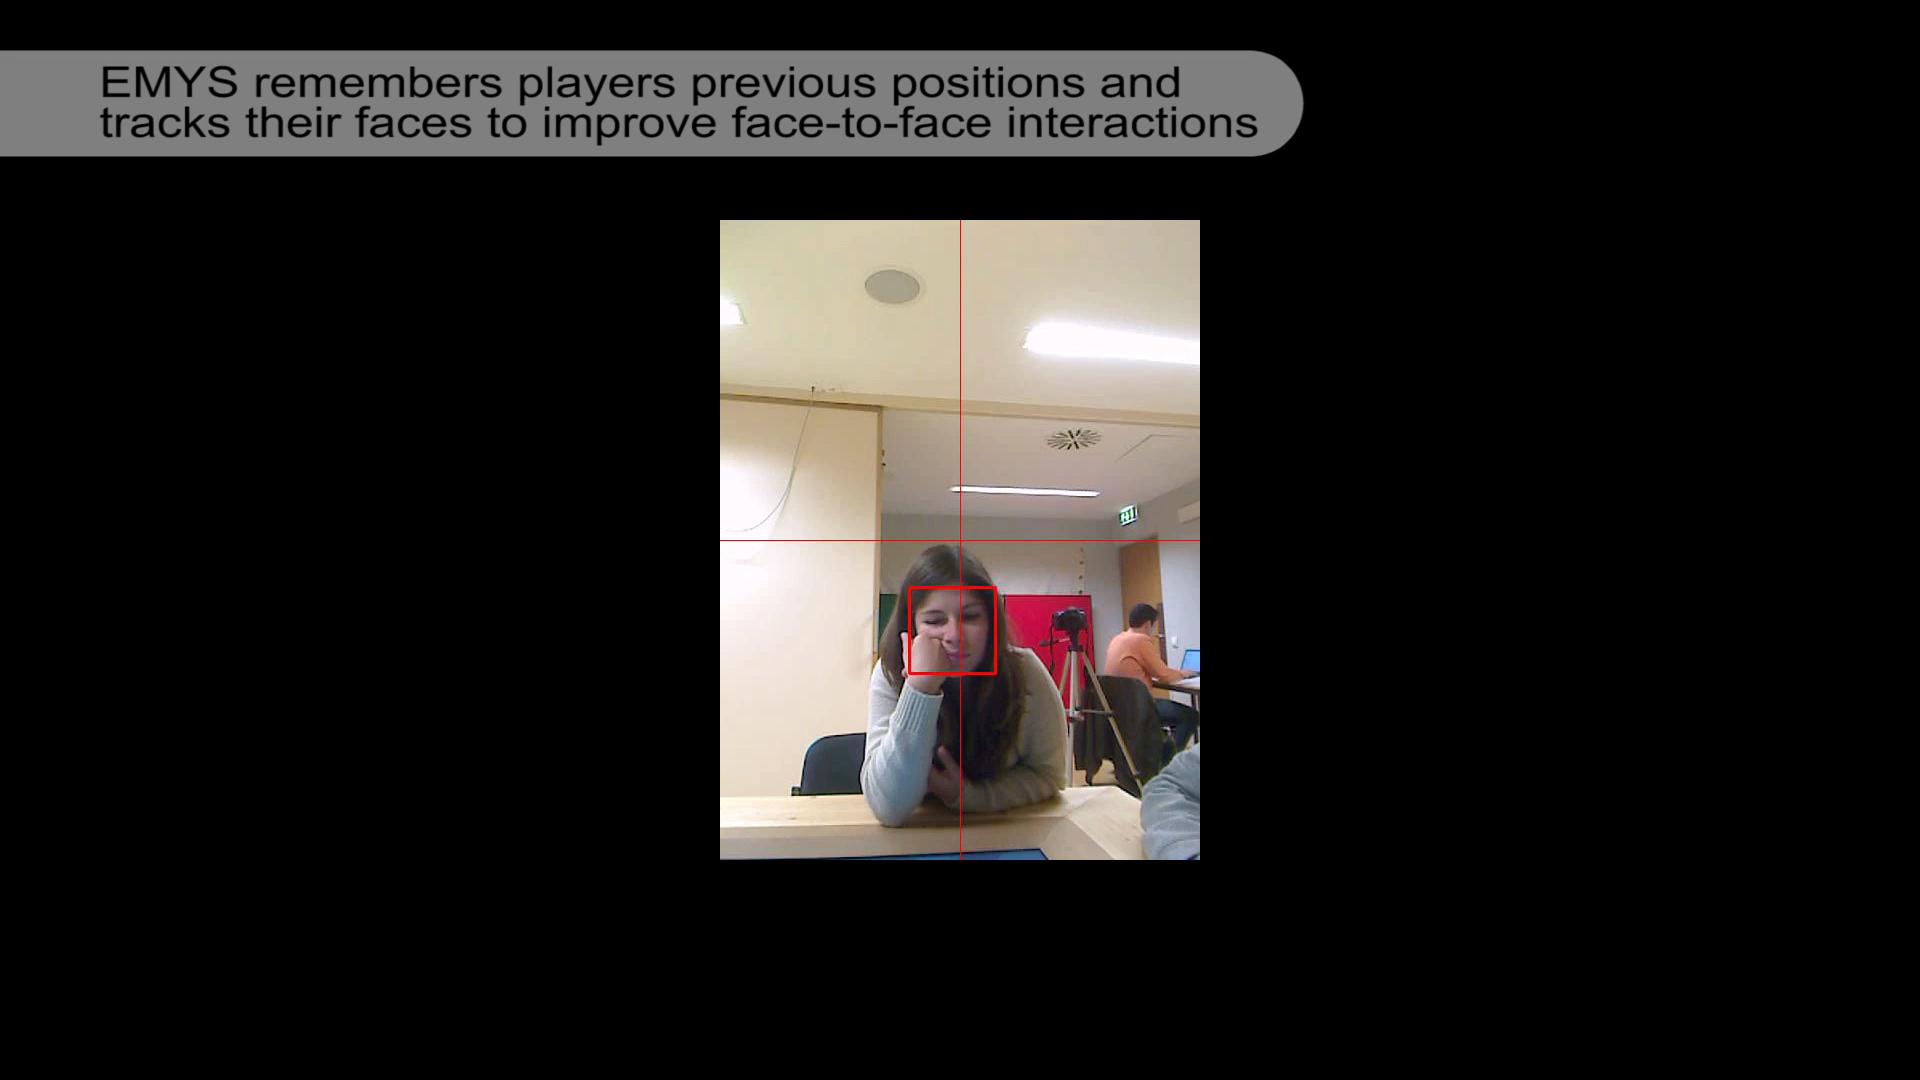 EMYS remembers players previous positions and
tracks their faces to improve face-to-face interactions